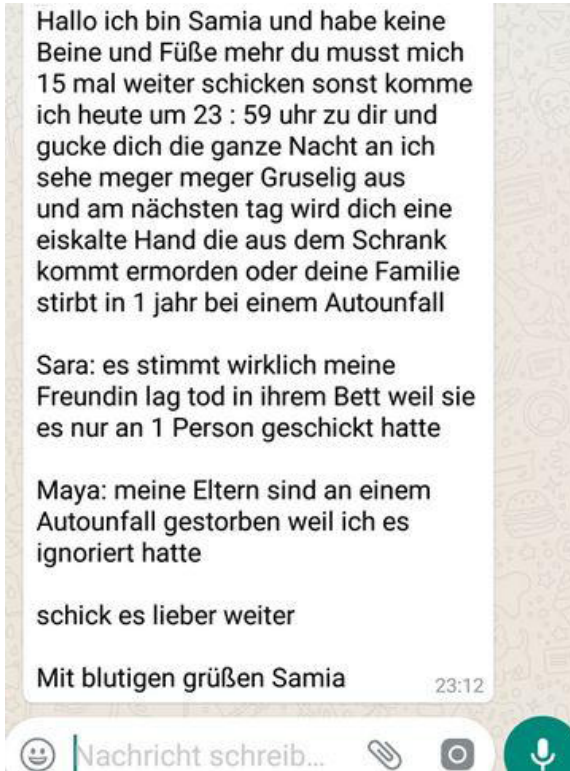 Hallo ich bin Samia und habe keine
Beine und Füße mehr du musst mich
15 mal weiter schicken sonst komme
ich heute um 23 : 59 uhr zu dir und
gucke dich die ganze Nacht an ich
sehe meger meger Gruselig aus
und am nächsten tag wird dich eine
eiskalte Hand die aus dem Schrank
kommt ermorden oder deine Familie
stirbt in 1 jahr bei einem Autounfall
Sara: es stimmt wirklich meine
Freundin lag tod in ihrem Bett weil sie
es nur an 1 Person geschickt hatte
Maya: meine Eltern sind an einem
Autounfall gestorben weil ich es
ignoriert hatte
schick es lieber weiter
Mit blutigen grüßen Samia
23:12
Nachricht schreib...